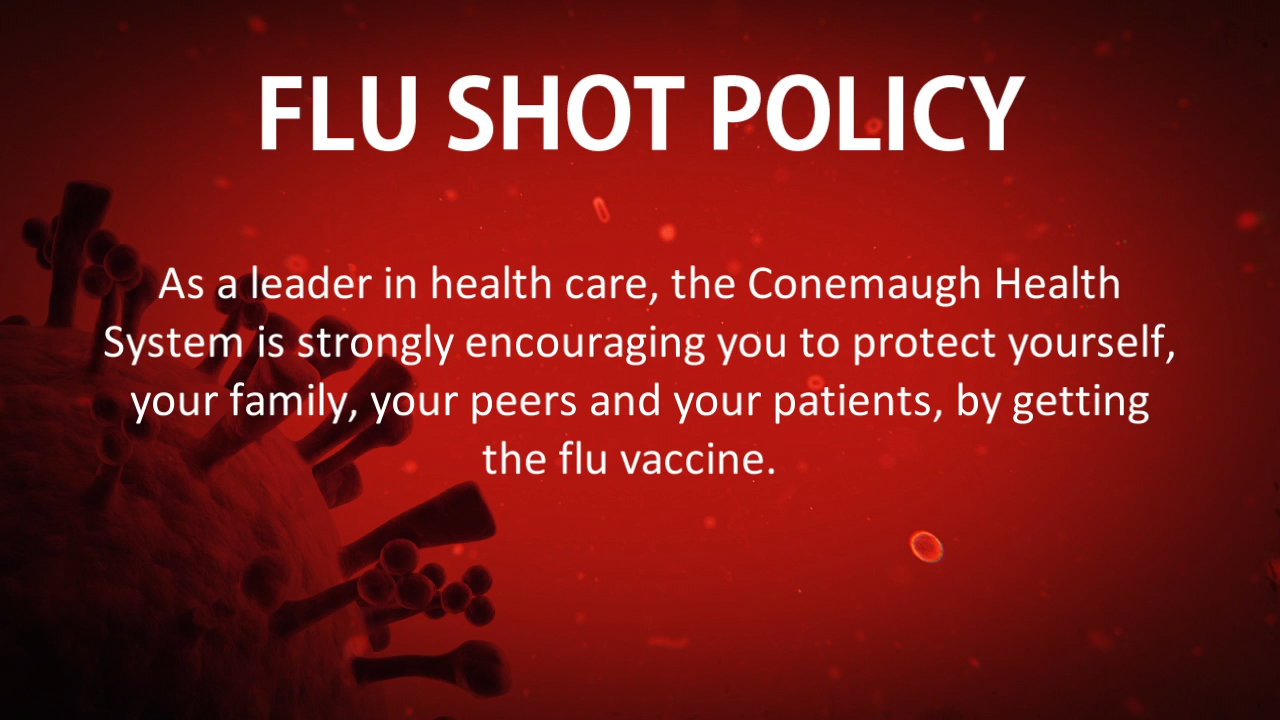 FLU SHOT POLICY
As a leader in health care, the Conemaugh Health
System is strongly encouraging you to protect yourself,
your family, your peers and your patients, by getting
the flu vaccine.